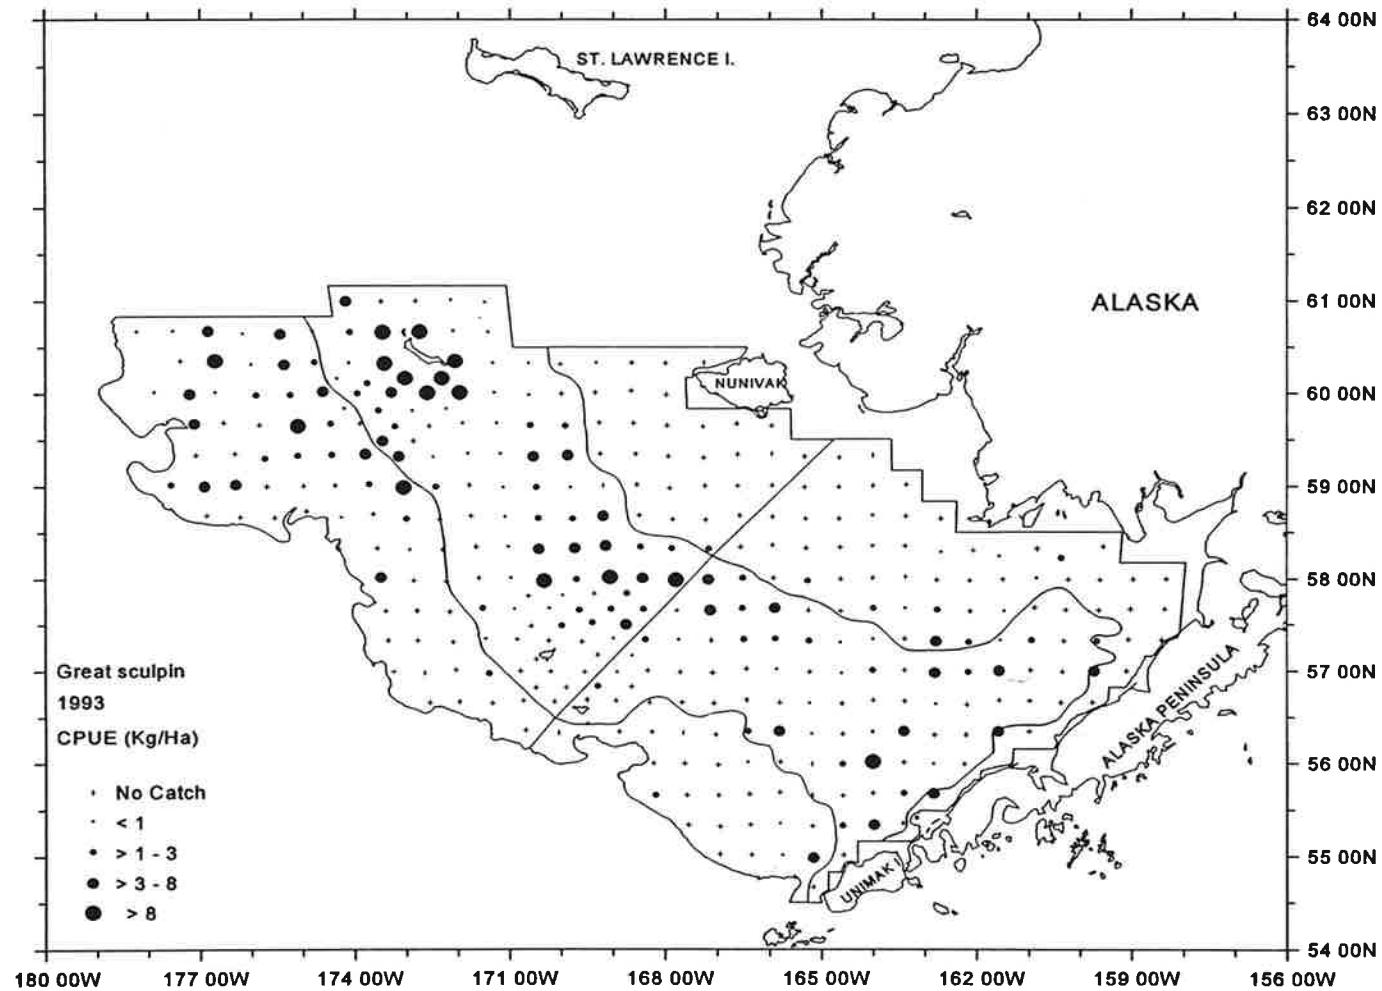 64 00N
ST. LAWRENCE I.
63 00N
62 00N
ALASKA
61 00N
NUNIVAK
60 00N
59 00N
58 00N
57 00N
56 00N
55 00N
54 00N
ALASKA PENINSULA
UNIMAK I
Great sculpin
1993
CPUE (Kg/Ha)
+ No Catch
· < 1
• > 1 - 3
● > 3 - 8
● > 8
180 00W 177 00W 174 00W 171 00W 168 00W 165 00W 162 00W 159 00W 156 00W